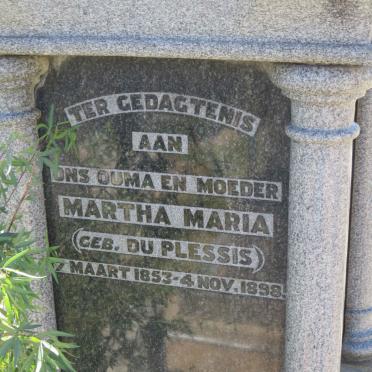 TER GEDAGTENIS
AAN
ONS OUMA EN MOEDER
MARTHA MARIA
(GEB. DU PLESSIS)
7 MAART 1853-4 NOV. 1898.